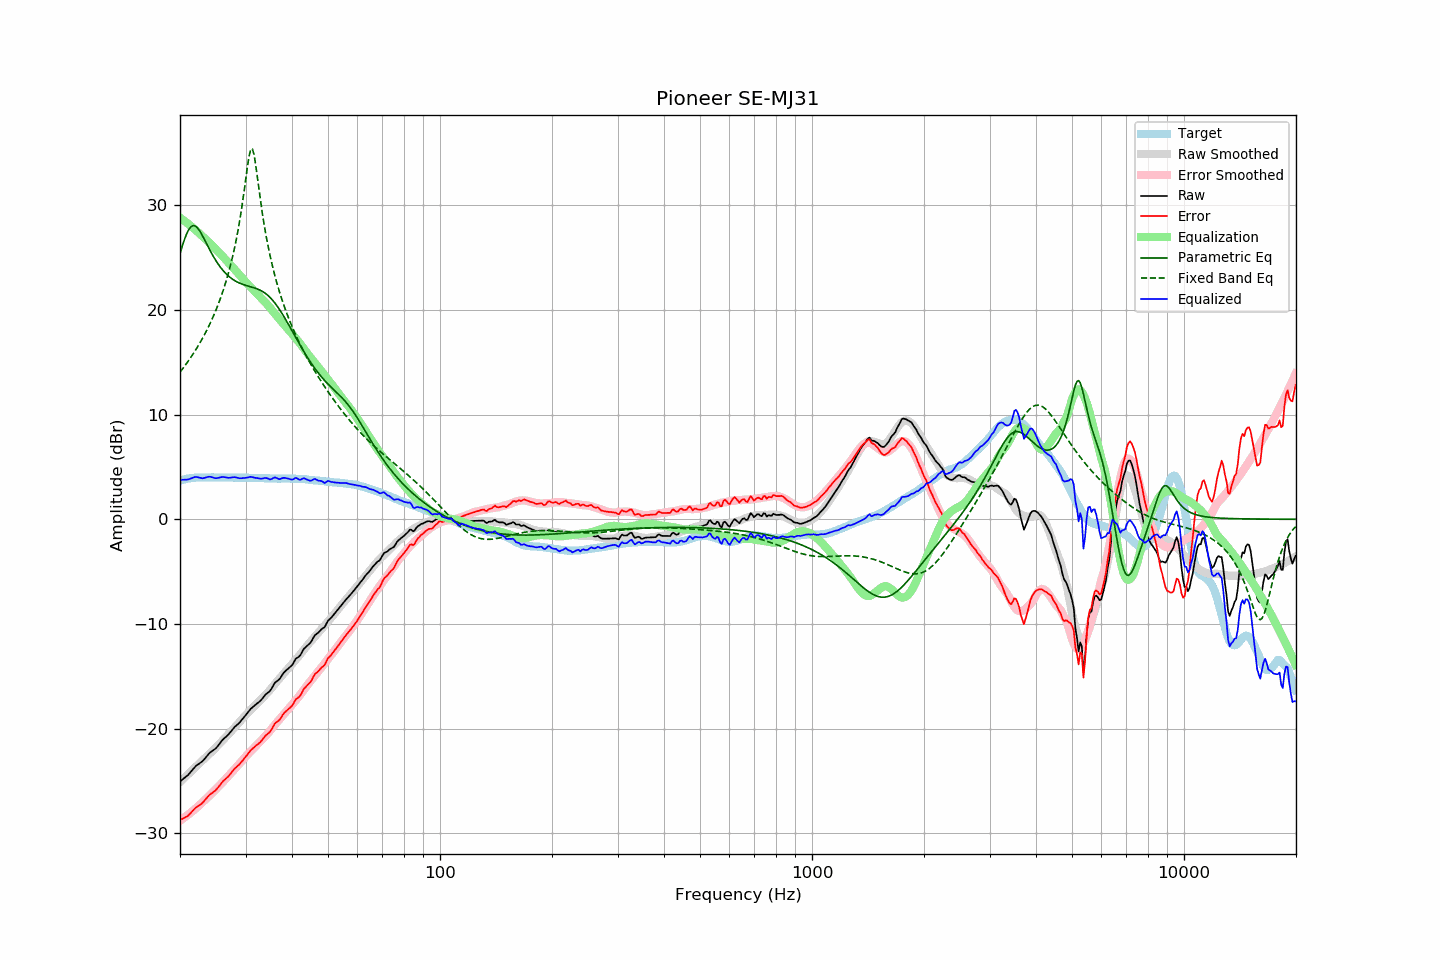 Pioneer SE-MJ31
Target
Raw Smoothed
Error Smoothed
Raw
Error
Equalization
Parametric Eq
Fixed Band Eq
Equalized
Amplitude (dBr)
30
20
10
0
−10
−20
−30
100
1000
10000
Frequency (Hz)